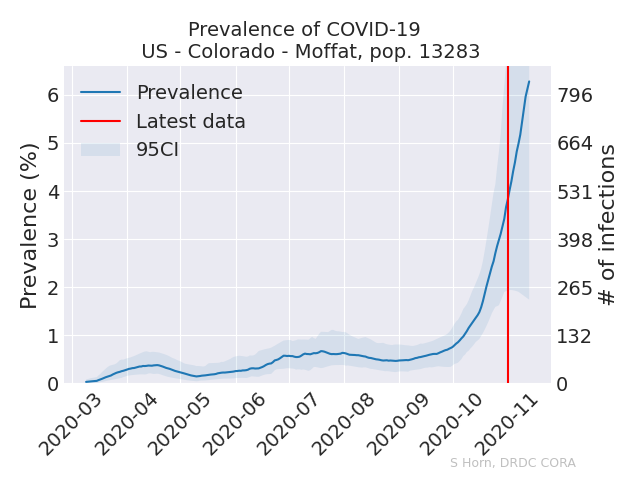 Prevalence of COVID-19
US - Colorado - Moffat, pop. 13283
Prevalence
Latest data
95CI
Prevalence (%)
6
5
4
3
2
1
0
796
664
531
398
265
132
0
# of infections
2020-03
2020-04
2020-05
2020-06
2020-07
2020-08
2020-09
2020-10
2020-11
S Horn, DRDC CORA